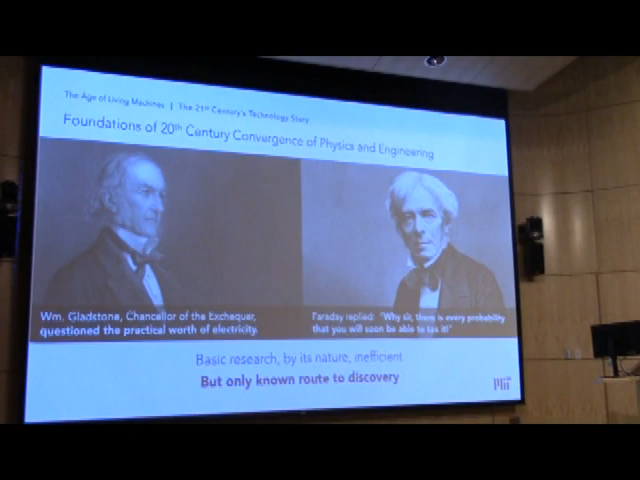 The Age of Living Machines | The 21st Century's Technology Story
Foundations of 20th Century Convergence of Physics and Engineering
Wm. Gladstone, Chancellor of the Exchequer,
questioned the practical worth of electricity.
Faraday replied: "Why sir, there is every probability
that you will soon be able to tax it!"
Basic research, by its nature, inefficient
But only known route to discovery
MIT